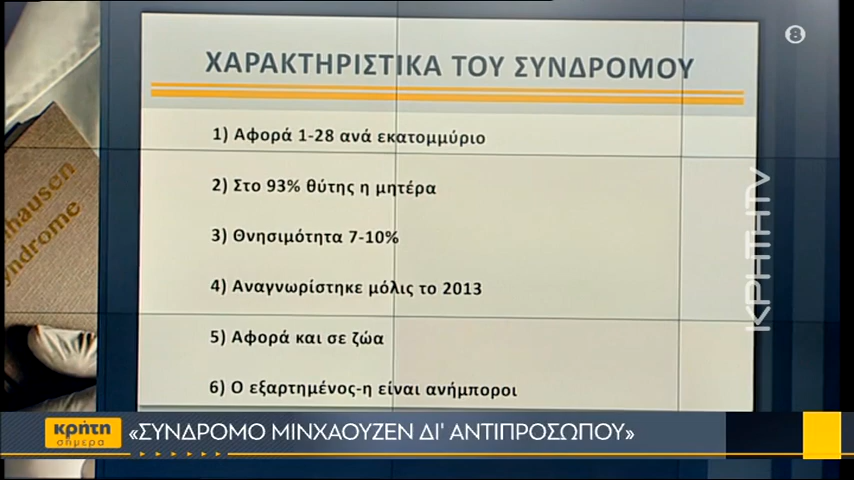 ΧΑΡΑΚΤΗΡΙΣΤΙΚΑ ΤΟΥ ΣΥΝΔΡΟΜΟΥ
1) Αφορά 1-28 ανά εκατομμύριο
2) Στο 93% θύτης η μητέρα
3) Θνησιμότητα 7-10%
4) Αναγνωρίστηκε μόλις το 2013
5) Αφορά και σε ζώα
6) Ο εξαρτημένος-η είναι ανήμποροι
nhausen
yndrome
8
ΚΡΗΤΗTV
κρήτη
σήμερα
«ΣΥΝΔΡΟΜΟ ΜΙΝΧΑΟΥΖΕΝ ΔΙ' ΑΝΤΙΠΡΟΣΩΠΟΥ»